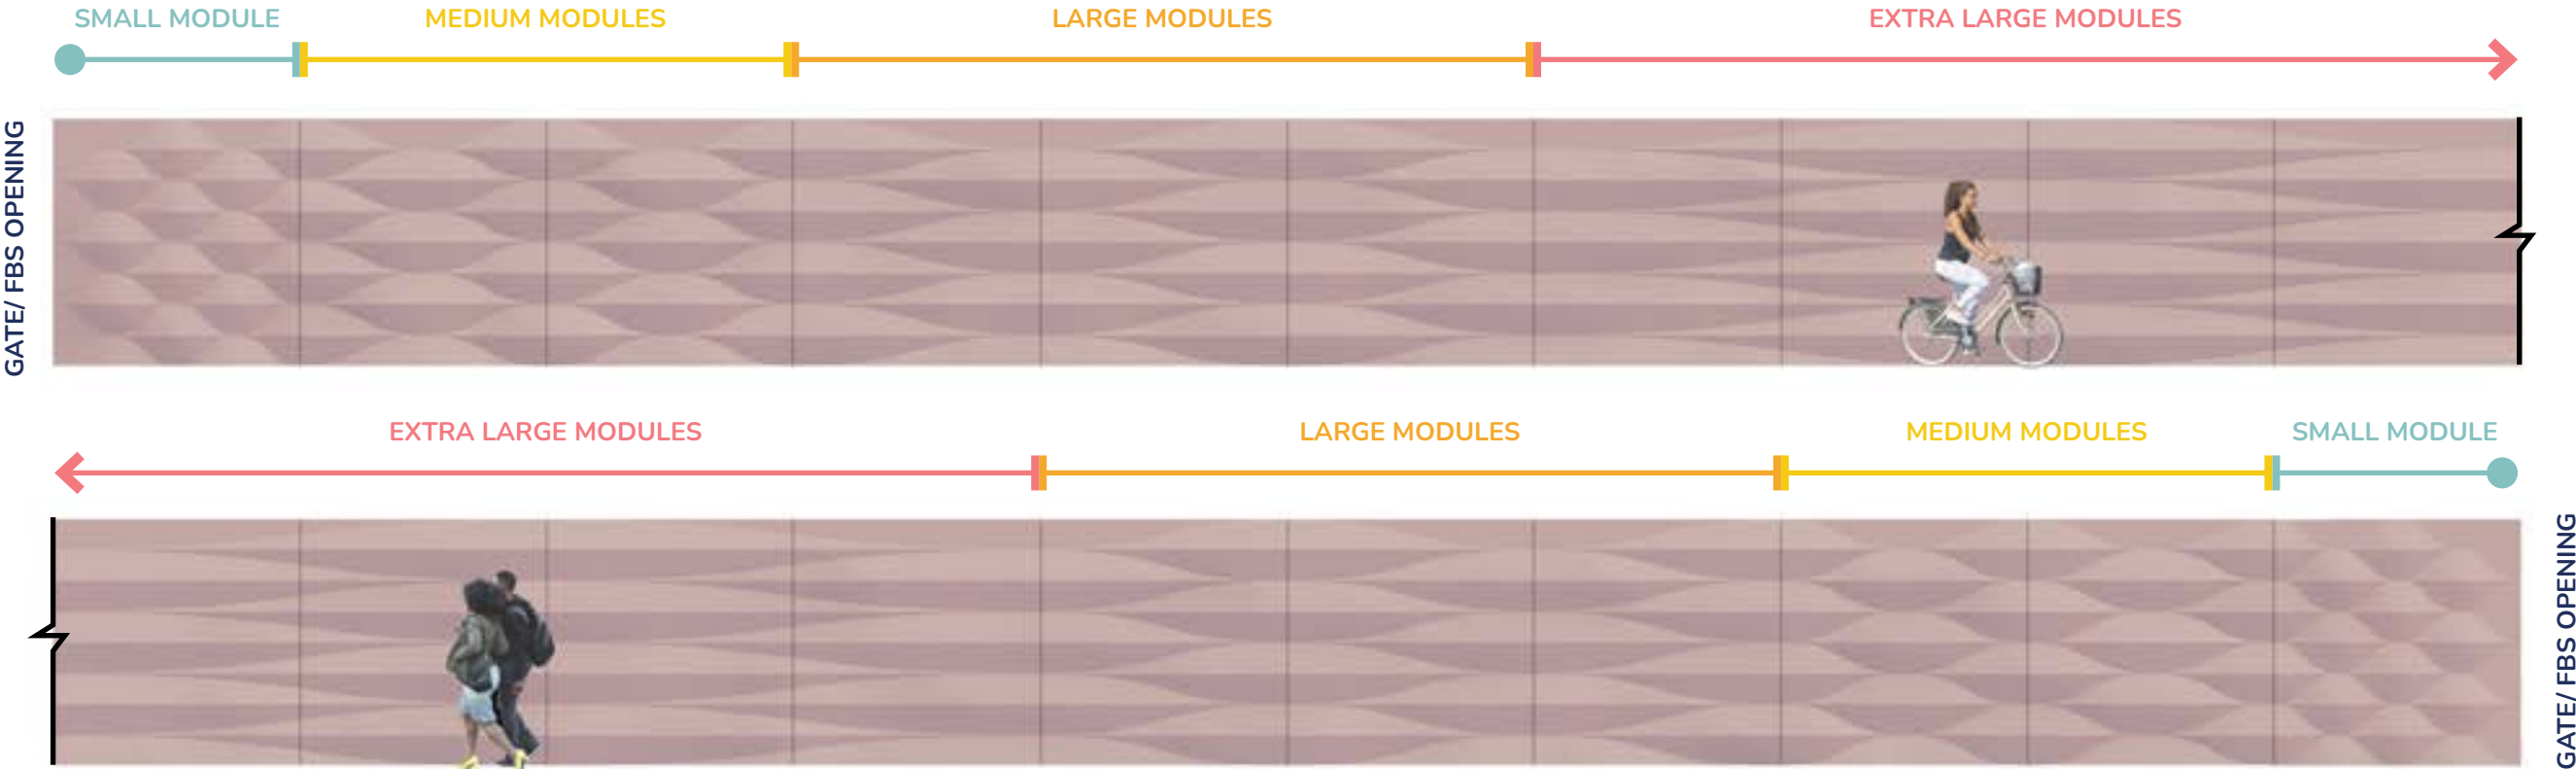 SMALL MODULE
MEDIUM MODULES
LARGE MODULES
EXTRA LARGE MODULES
GATE/ FBS OPENING
EXTRA LARGE MODULES
LARGE MODULES
MEDIUM MODULES
SMALL MODULE
GATE/ FBS OPENING